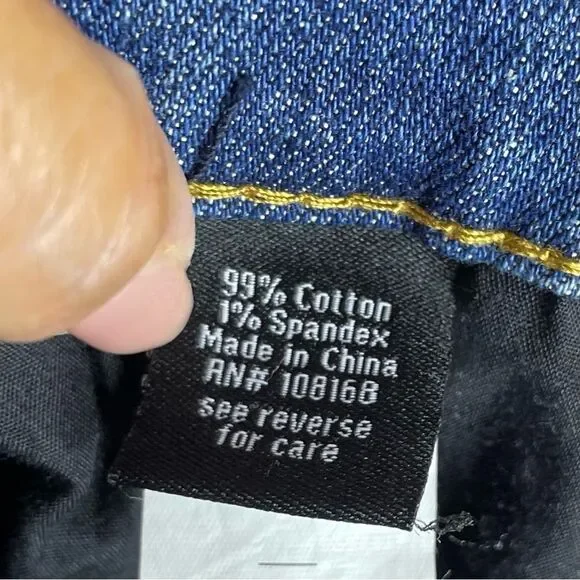 99% Cotton
1% Spandex
Made in China
RN# 108168
see reverse
for care